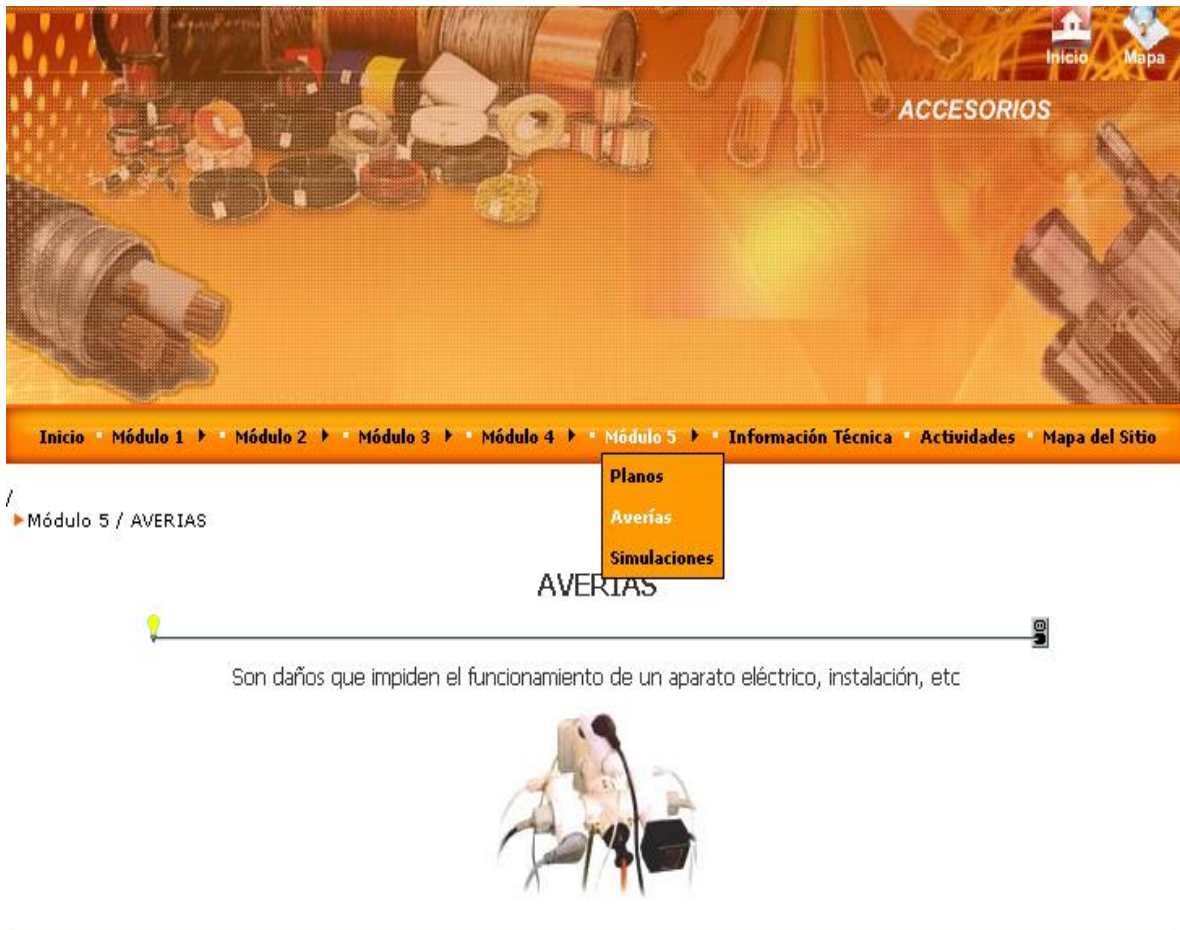 Inicio Mapa
ACCESORIOS
Inicio Módulo 1 Módulo 2 Módulo 3 Módulo 4 Módulo 5 Información Técnica Actividades Mapa del Sitio
Planos
Averías
Simulaciones
/
Módulo 5 / AVERIAS
AVERIAS
Son daños que impiden el funcionamiento de un aparato eléctrico, instalación, etc